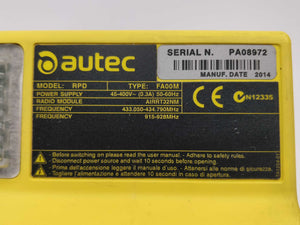 autec
SERIAL N. PA08972
MANUF. DATE 2014
MODEL: RPD TYPE: FA00M
POWER SUPPLY 45-400V~ (0.3A) 50-60Hz
RADIO MODULE AIRRT32NM
FREQUENCY 433.050-434.790MHz
FREQUENCY 915-928MHz
CE N12335
- Before switching on please read the user manual. - Adhere to safety rules.
- Disconnect power source and wait 10 seconds before opening.
- Prima dell'accensione leggere il manuale d'uso. - Attenersi alle norme di sicurezza.
- Disalimentare e attendere 10 secondi in caso di apertura.